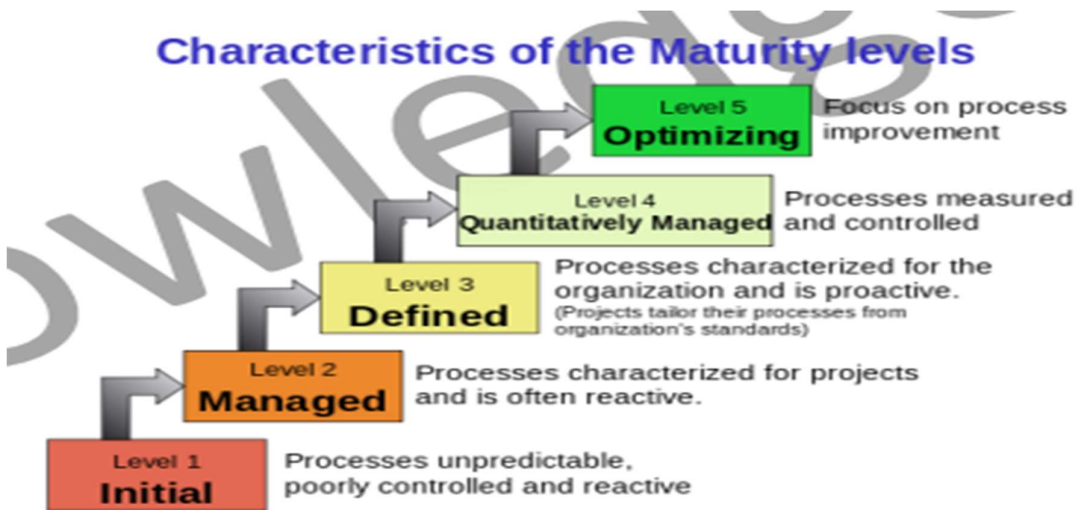 Characteristics of the Maturity levels
Level 5
Optimizing
Focus on process
improvement
Level 4
Quantitatively Managed
Processes measured
and controlled
Level 3
Defined
Processes characterized for the
organization and is proactive.
(Projects tailor their processes from
organization's standards)
Level 2
Managed
Processes characterized for projects
and is often reactive.
Level 1
Initial
Processes unpredictable,
poorly controlled and reactive